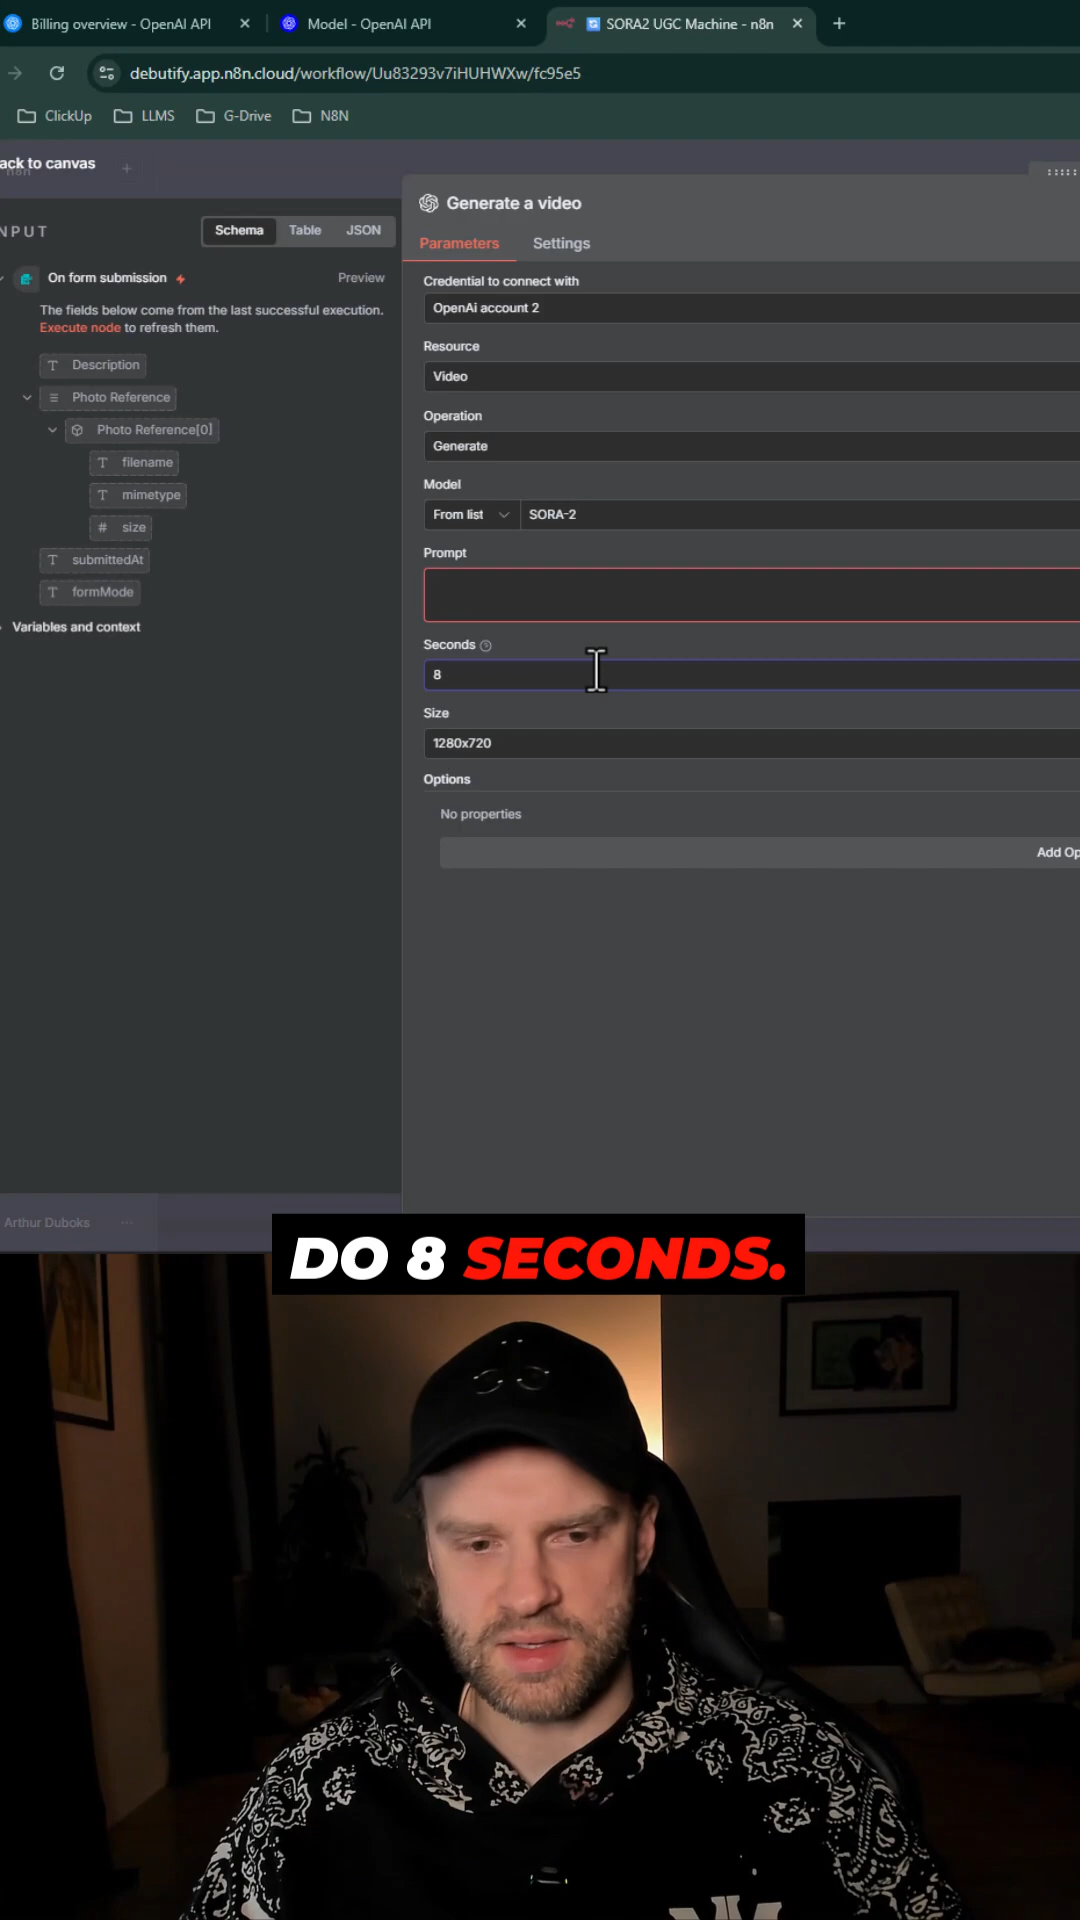 Billing overview - OpenAI API
Model - OpenAI API
SORA2 UGC Machine - n8n
debutify.app.n8n.cloud/workflow/Uu83293v7iHUHWXw/fc95e5
ClickUp
LLMS
G-Drive
N8N
ack to canvas
n8n
NPUT
Schema
Table
JSON
On form submission
Preview
The fields below come from the last successful execution.
Execute node to refresh them.
T Description
Photo Reference
Photo Reference[0]
T filename
T mimetype
# size
T submittedAt
T formMode
Variables and context
Generate a video
Parameters
Settings
Credential to connect with
OpenAi account 2
Resource
Video
Operation
Generate
Model
From list
SORA-2
Prompt
Seconds
8
Size
1280x720
Options
No properties
Add Op
Arthur Duboks
DO 8 SECONDS.